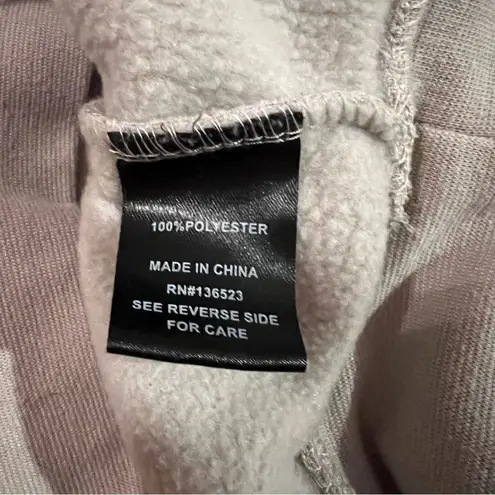 100%POLYESTER
MADE IN CHINA
RN#136523
SEE REVERSE SIDE
FOR CARE